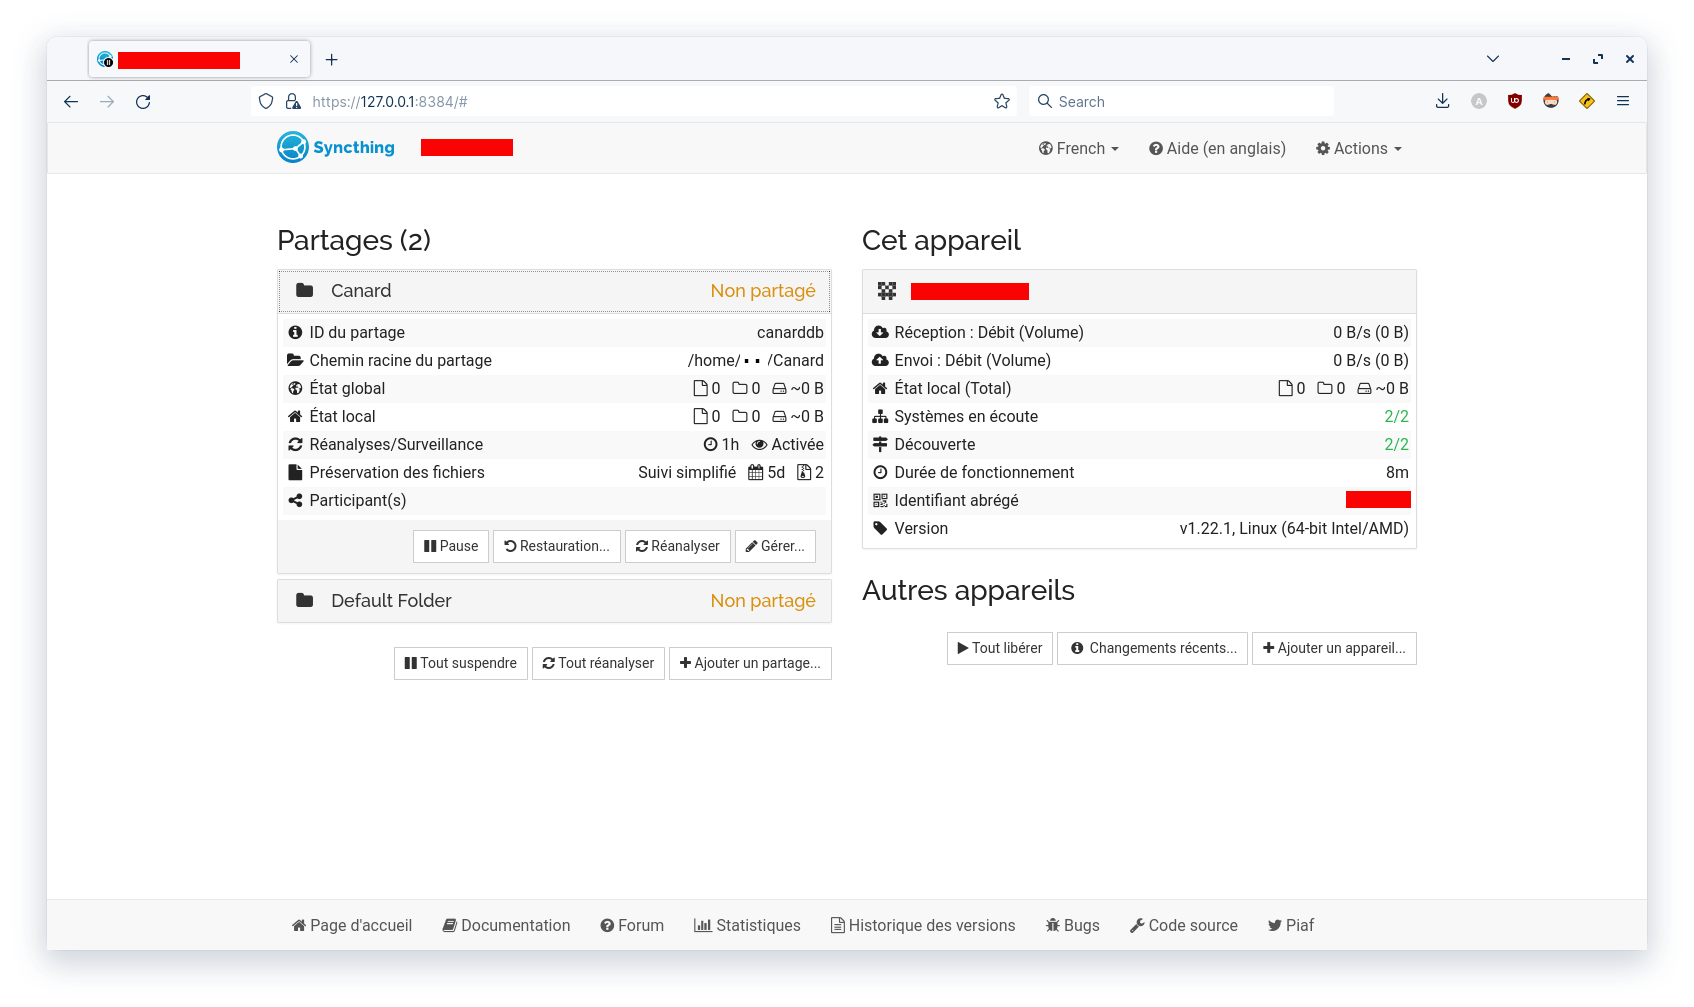 https://127.0.0.1:8384/#
Search
Syncthing
French
Aide (en anglais)
Actions
Partages (2)
Canard
Non partagé
ID du partage
canarddb
Chemin racine du partage
/home/ /Canard
État global
0 0 ~0 B
État local
0 0 ~0 B
Réanalyses/Surveillance
1h Activée
Préservation des fichiers
Suivi simplifié 5d 2
Participant(s)
Pause
Restauration...
Réanalyser
Gérer...
Default Folder
Non partagé
Tout suspendre
Tout réanalyser
Ajouter un partage...
Cet appareil
Réception : Débit (Volume)
0 B/s (0 B)
Envoi : Débit (Volume)
0 B/s (0 B)
État local (Total)
0 0 ~0 B
Systèmes en écoute
2/2
Découverte
2/2
Durée de fonctionnement
8m
Identifiant abrégé
Version
v1.22.1, Linux (64-bit Intel/AMD)
Autres appareils
Tout libérer
Changements récents...
Ajouter un appareil...
Page d'accueil
Documentation
Forum
Statistiques
Historique des versions
Bugs
Code source
Piaf